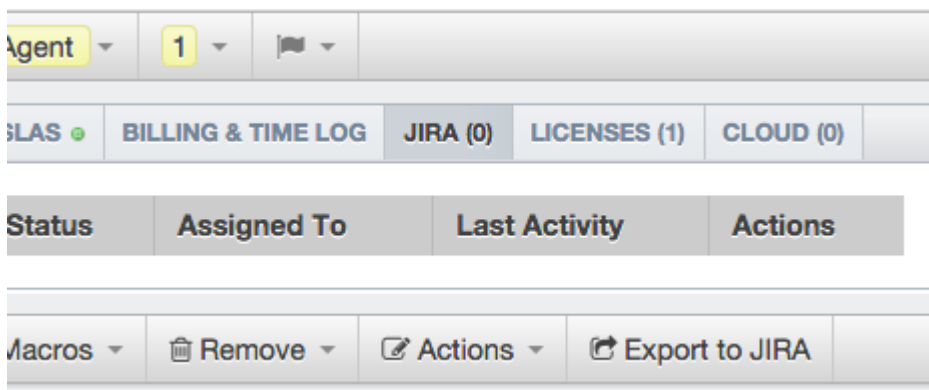 Agent 1
SLAS BILLING & TIME LOG JIRA (0) LICENSES (1) CLOUD (0)
Status Assigned To Last Activity Actions
Macros Remove Actions Export to JIRA